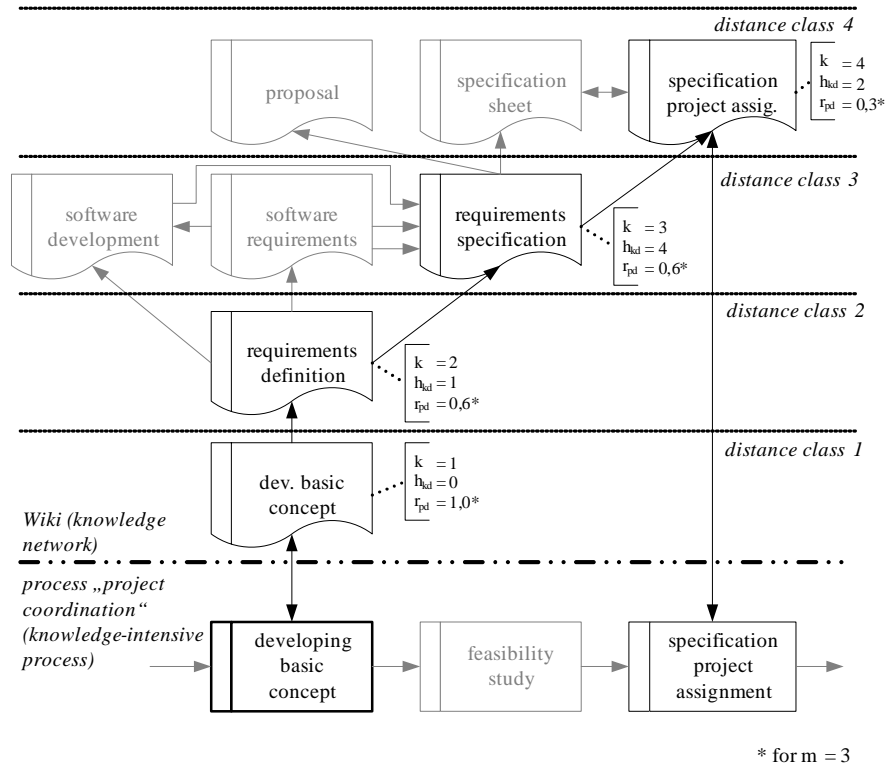 distance class 4
proposal
specification
sheet
specification
project assig.
k = 4
hkd = 2
rpd = 0,3*
distance class 3
software
development
software
requirements
requirements
specification
k = 3
hkd = 4
rpd = 0,6*
distance class 2
requirements
definition
k = 2
hkd = 1
rpd = 0,6*
distance class 1
dev. basic
concept
k = 1
hkd = 0
rpd = 1,0*
Wiki (knowledge
network)
process „project
coordination“
(knowledge-intensive
process)
developing
basic
concept
feasibility
study
specification
project
assignment
* for m = 3